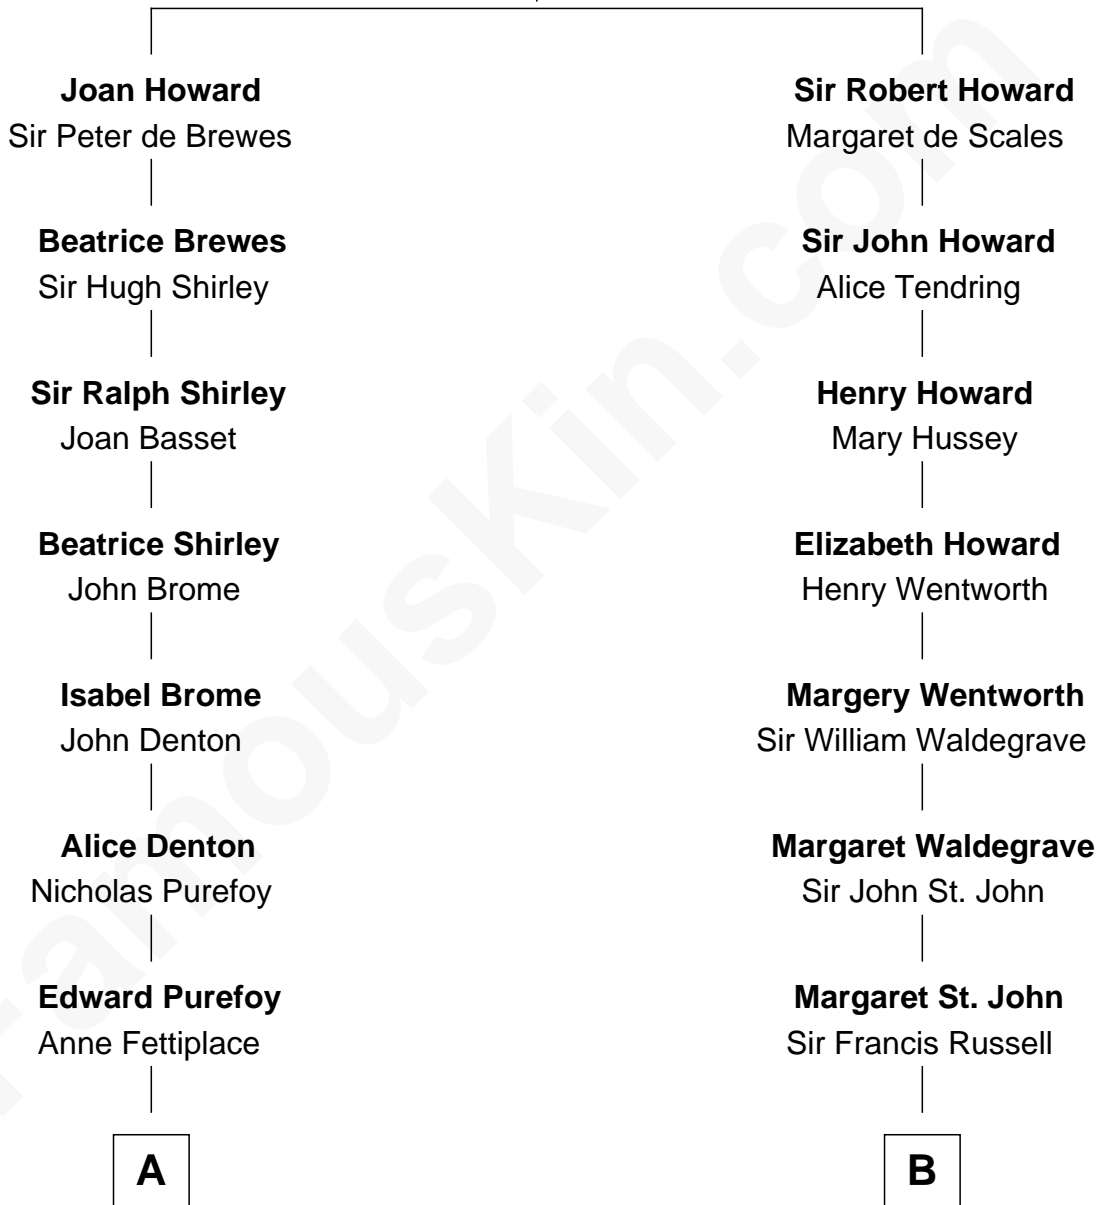 Joan Howard
Sir Peter de Brewes
Beatrice Brewes
Sir Hugh Shirley
Sir Ralph Shirley
Joan Basset
Beatrice Shirley
John Brome
Isabel Brome
John Denton
Alice Denton
Nicholas Purefoy
Edward Purefoy
Anne Fettiplace
A
Sir Robert Howard
Margaret de Scales
Sir John Howard
Alice Tendring
Henry Howard
Mary Hussey
Elizabeth Howard
Henry Wentworth
Margery Wentworth
Sir William Waldegrave
Margaret Waldegrave
Sir John St. John
Margaret St. John
Sir Francis Russell
B
FamousKin.com